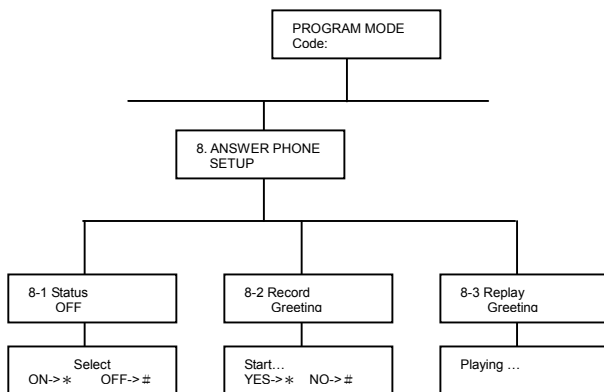 PROGRAM MODE
Code:
8. ANSWER PHONE
SETUP
8-1 Status
OFF
8-2 Record
Greeting
8-3 Replay
Greeting
Select
ON->* OFF->#
Start...
YES->* NO->#
Playing ...